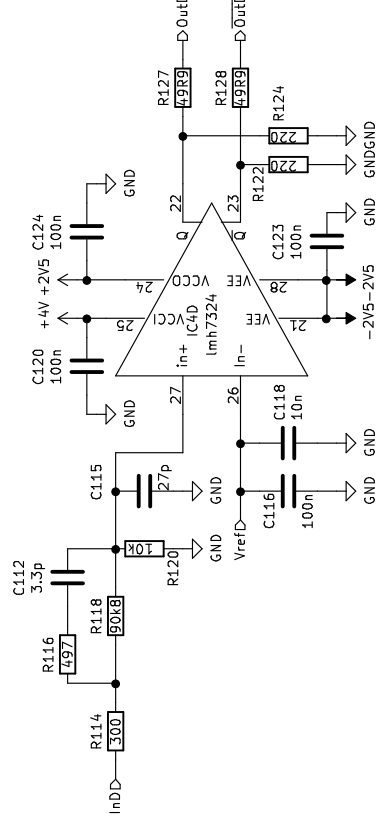 OutD
OutD
R127
49R9
R128
49R9
R124
220
R122
220
GND
GND
22
23
Q
Q
C124
100n
GND
+2V5
+4V
24
VCCO
25
VCCI
C120
100n
GND
IC4D
lmh7324
in+
In-
VEE
28
VEE
21
C123
100n
GND
-2V5
-2V5
27
26
C115
27p
GND
C118
10n
GND
C116
100n
GND
Vref
C112
3.3p
R116
497
R118
90k8
R120
10k
GND
R114
300
InD